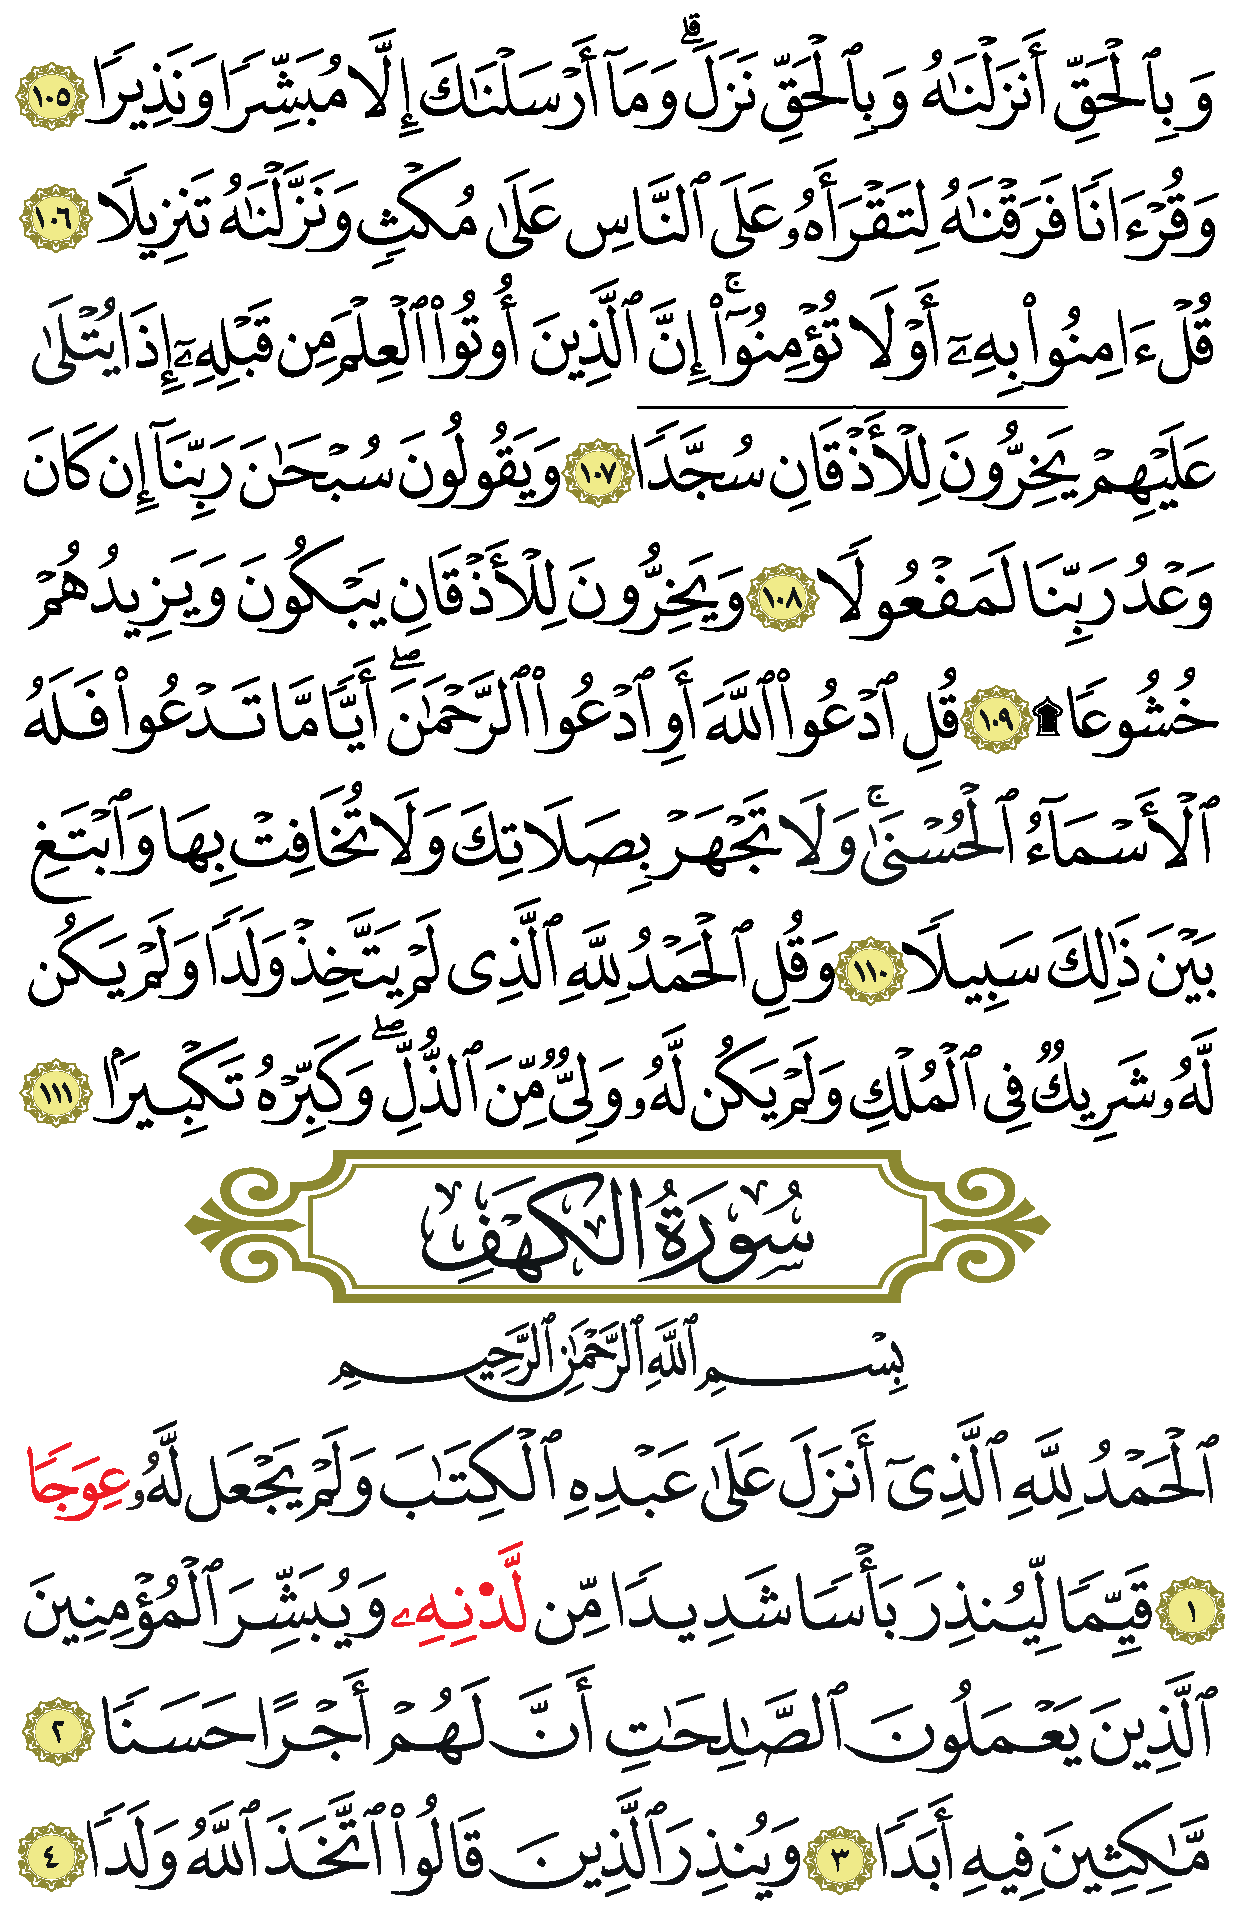 وَبِٱلْحَقِّ أَنزَلْنَٰهُ وَبِٱلْحَقِّ نَزَلَ ۗ وَمَآ أَرْسَلْنَٰكَ إِلَّا مُبَشِّرًا وَنَذِيرًا ١٠٥
وَقُرْءَانًا فَرَقْنَٰهُ لِتَقْرَأَهُۥ عَلَى ٱلنَّاسِ عَلَىٰ مُكْثٍ وَنَزَّلْنَٰهُ تَنزِيلًا ١٠٦
قُلْ ءَامِنُوا۟ بِهِۦٓ أَوْ لَا تُؤْمِنُوٓا۟ ۚ إِنَّ ٱلَّذِينَ أُوتُوا۟ ٱلْعِلْمَ مِن قَبْلِهِۦٓ إِذَا يُتْلَىٰ
عَلَيْهِمْ يَخِرُّونَ لِلْأَذْقَانِ سُجَّدًا ١٠٧ وَيَقُولُونَ سُبْحَٰنَ رَبِّنَآ إِن كَانَ
وَعْدُ رَبِّنَا لَمَفْعُولًا ١٠٨ وَيَخِرُّونَ لِلْأَذْقَانِ يَبْكُونَ وَيَزِيدُهُمْ
خُشُوعًا ۩ ١٠٩ قُلِ ٱدْعُوا۟ ٱللَّهَ أَوِ ٱدْعُوا۟ ٱلرَّحْمَٰنَ ۖ أَيًّا مَّا تَدْعُوا۟ فَلَهُ
ٱلْأَسْمَآءُ ٱلْحُسْنَىٰ ۚ وَلَا تَجْهَرْ بِصَلَاتِكَ وَلَا تُخَافِتْ بِهَا وَٱبْتَغِ
بَيْنَ ذَٰلِكَ سَبِيلًا ١١٠ وَقُلِ ٱلْحَمْدُ لِلَّهِ ٱلَّذِى لَمْ يَتَّخِذْ وَلَدًا وَلَمْ يَكُن
لَّهُۥ شَرِيكٌ فِى ٱلْمُلْكِ وَلَمْ يَكُن لَّهُۥ وَلِىٌّ مِّنَ ٱلذُّلِّ ۖ وَكَبِّرْهُ تَكْبِيرًۢا ١١١
سُورَةُ الْكَهْفِ
بِسْمِ ٱللَّهِ ٱلرَّحْمَٰنِ ٱلرَّحِيمِ
ٱلْحَمْدُ لِلَّهِ ٱلَّذِىٓ أَنزَلَ عَلَىٰ عَبْدِهِ ٱلْكِتَٰبَ وَلَمْ يَجْعَل لَّهُۥ عِوَجَا
١ قَيِّمًا لِّيُنذِرَ بَأْسًا شَدِيدًا مِّن لَّدْنِهِۦ وَيُبَشِّرَ ٱلْمُؤْمِنِينَ
ٱلَّذِينَ يَعْمَلُونَ ٱلصَّٰلِحَٰتِ أَنَّ لَهُمْ أَجْرًا حَسَنًا ٢
مَّٰكِثِينَ فِيهِ أَبَدًا ٣ وَيُنذِرَ ٱلَّذِينَ قَالُوا۟ ٱتَّخَذَ ٱللَّهُ وَلَدًا ٤